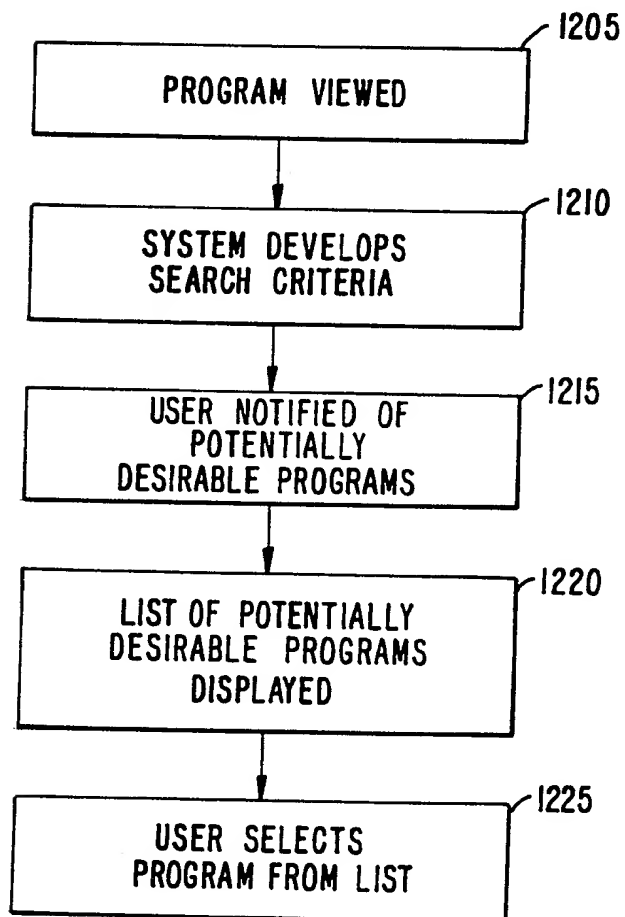 1205
PROGRAM VIEWED
1210
SYSTEM DEVELOPS
SEARCH CRITERIA
1215
USER NOTIFIED OF
POTENTIALLY
DESIRABLE PROGRAMS
1220
LIST OF POTENTIALLY
DESIRABLE PROGRAMS
DISPLAYED
1225
USER SELECTS
PROGRAM FROM LIST